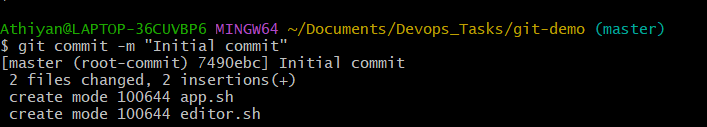 Athiyan@LAPTOP-36CUVBP6 MINGW64 ~/Documents/Devops_Tasks/git-demo (master)
$ git commit -m "Initial commit"
[master (root-commit) 7490ebc] Initial commit
 2 files changed, 2 insertions(+)
 create mode 100644 app.sh
 create mode 100644 editor.sh